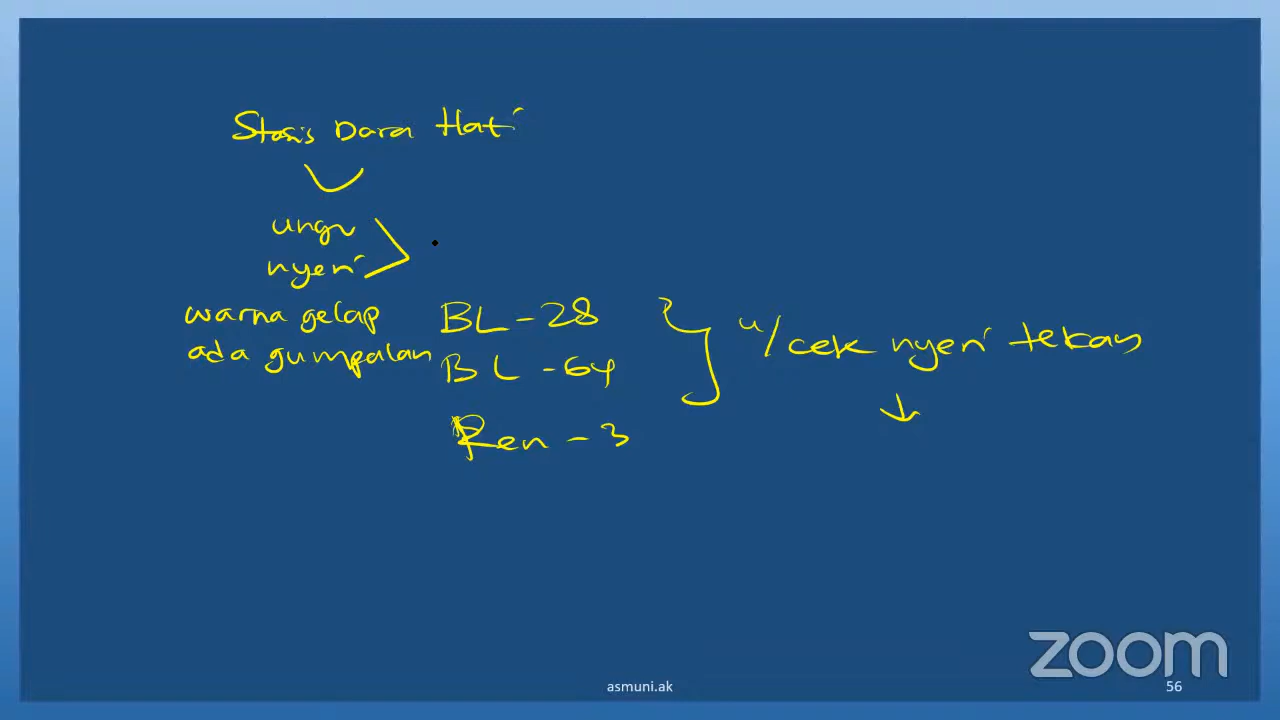 Stasis Dara Hati
ungu
nyeri
warna gelap
ada gumpalan
BL - 28
BL - 64
Ren - 3
u/ cek nyeri tekan
zoom
asmuni.ak
56